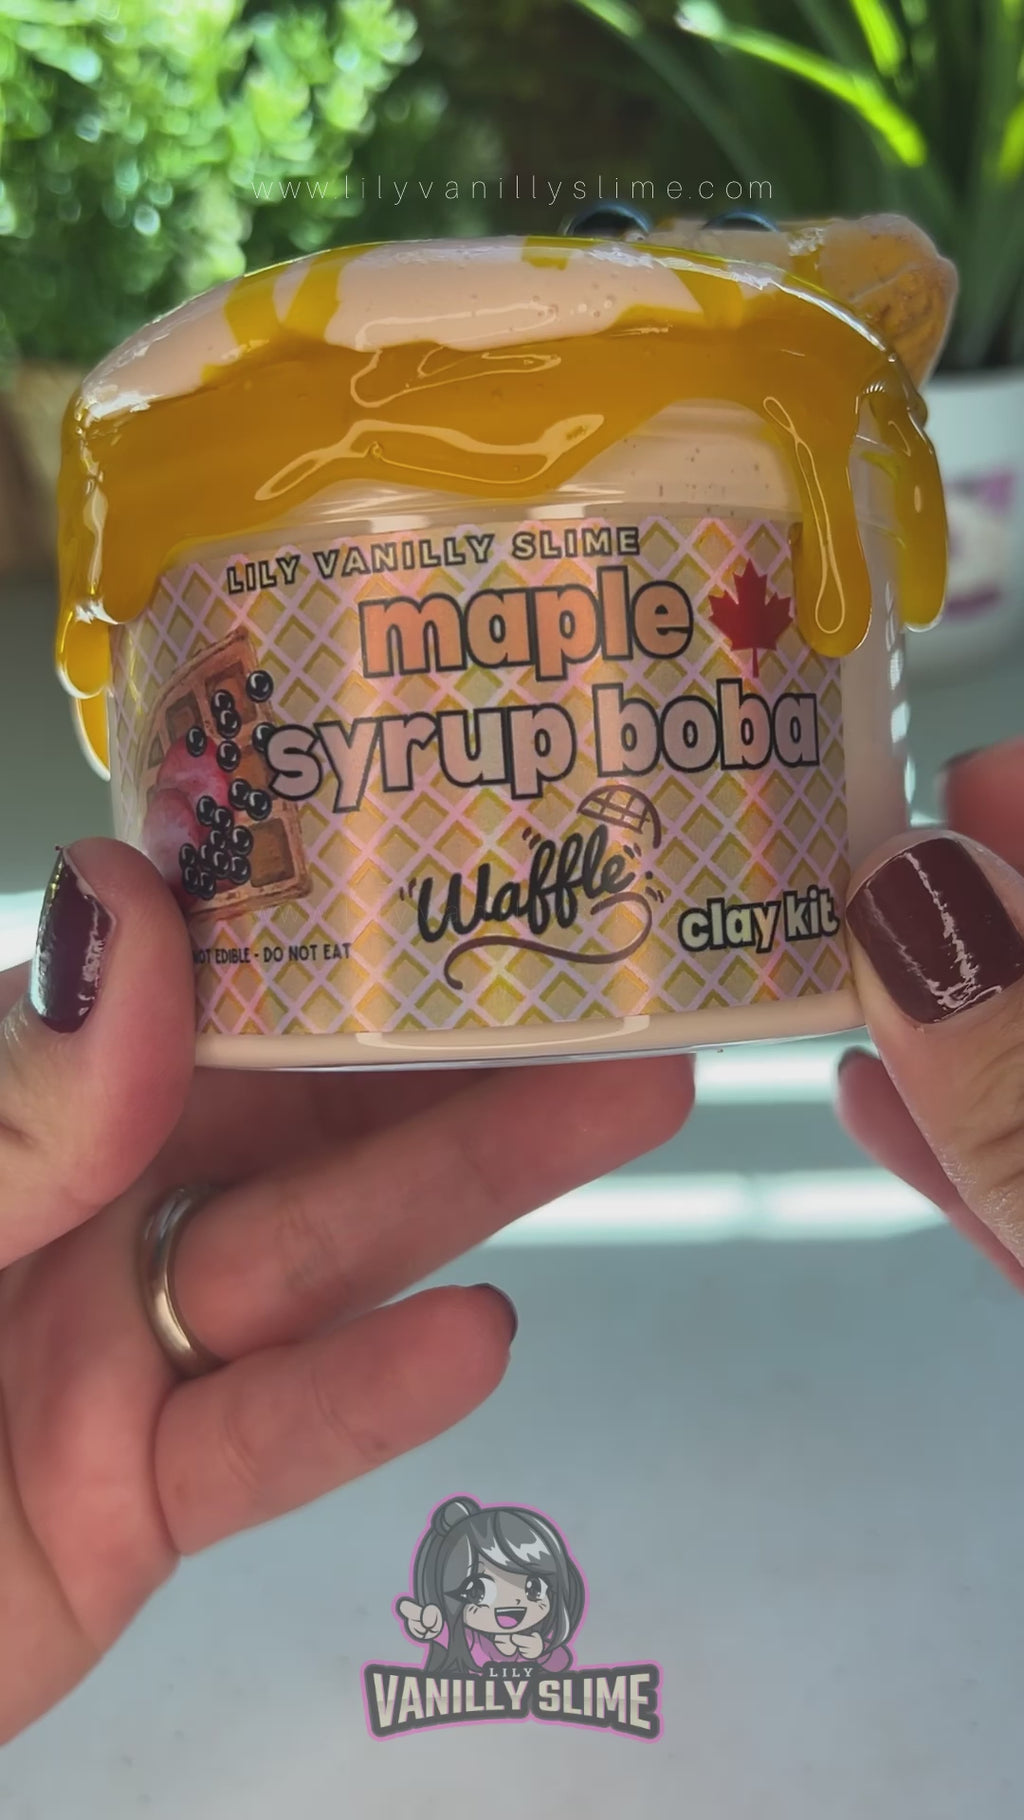 www.lilyvanillyslime.com
LILY VANILLY SLIME
maple
syrup boba
"Waffle"
clay kit
NOT EDIBLE - DO NOT EAT
LILY
VANILLY SLIME